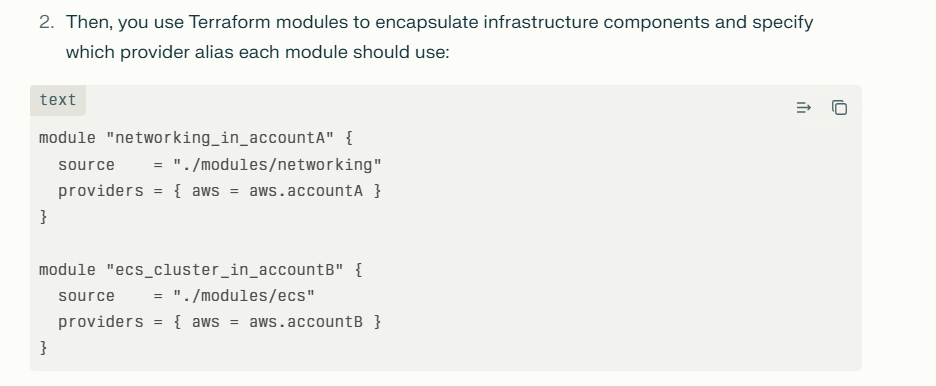 2. Then, you use Terraform modules to encapsulate infrastructure components and specify
which provider alias each module should use:
text
module "networking_in_accountA" {
  source    = "./modules/networking"
  providers = { aws = aws.accountA }
}

module "ecs_cluster_in_accountB" {
  source    = "./modules/ecs"
  providers = { aws = aws.accountB }
}